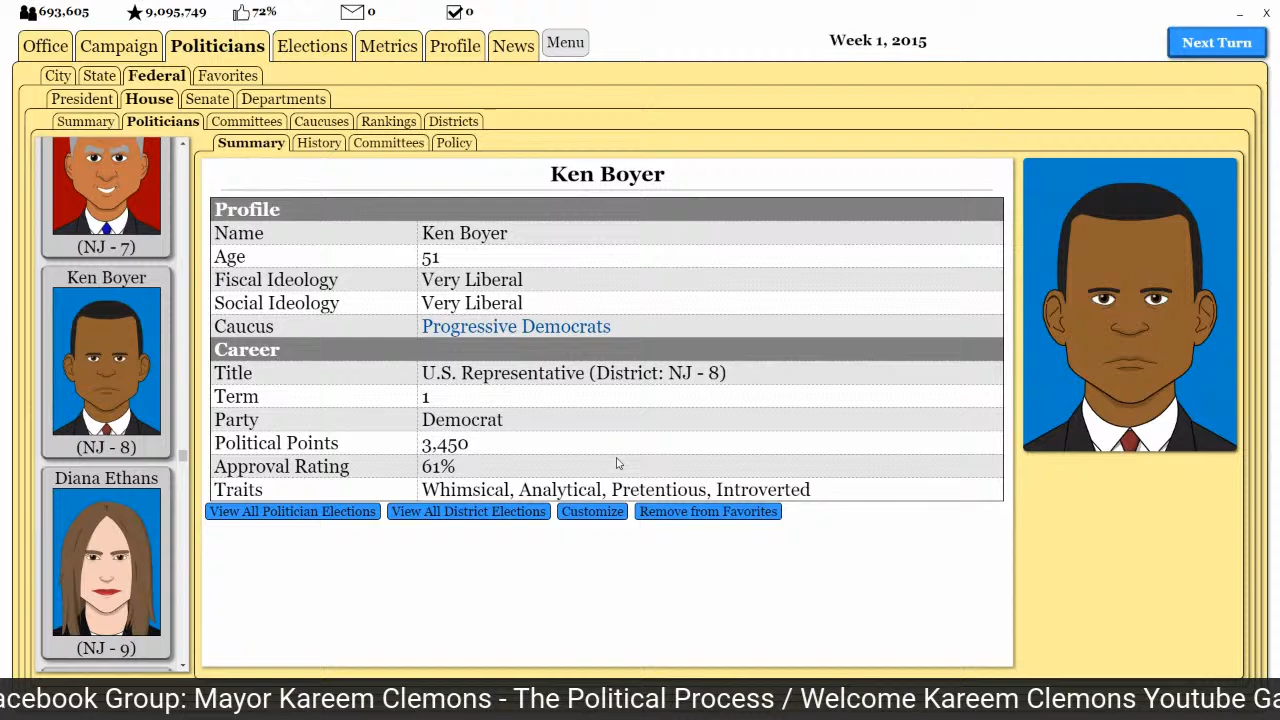 693,605 9,095,749 72% 0 0
_ X
Office Campaign Politicians Elections Metrics Profile News Menu Week 1, 2015 Next Turn
City State Federal Favorites
President House Senate Departments
Summary Politicians Committees Caucuses Rankings Districts
Summary History Committees Policy
(NJ - 7)
Ken Boyer
(NJ - 8)
Diana Ethans
(NJ - 9)
Ken Boyer
Profile
Name Ken Boyer
Age 51
Fiscal Ideology Very Liberal
Social Ideology Very Liberal
Caucus Progressive Democrats
Career
Title U.S. Representative (District: NJ - 8)
Term 1
Party Democrat
Political Points 3,450
Approval Rating 61%
Traits Whimsical, Analytical, Pretentious, Introverted
View All Politician Elections View All District Elections Customize Remove from Favorites
acebook Group: Mayor Kareem Clemons - The Political Process / Welcome Kareem Clemons Youtube Ga